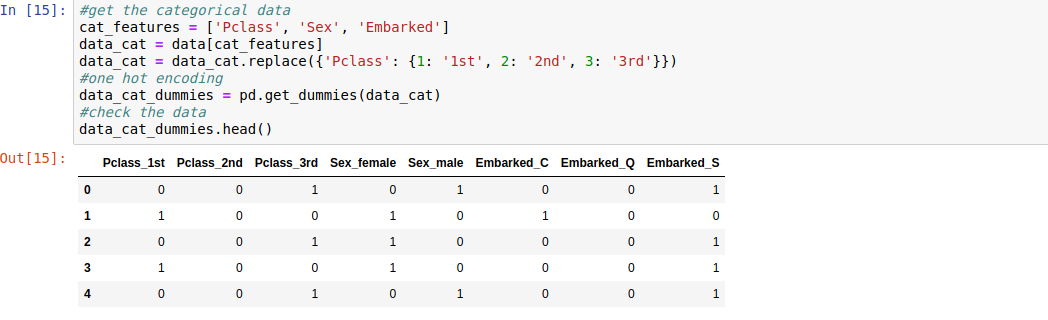 In [15]: #get the categorical data
cat_features = ['Pclass', 'Sex', 'Embarked']
data_cat = data[cat_features]
data_cat = data_cat.replace({'Pclass': {1: '1st', 2: '2nd', 3: '3rd'}})
#one hot encoding
data_cat_dummies = pd.get_dummies(data_cat)
#check the data
data_cat_dummies.head()
Out[15]:
Pclass_1st Pclass_2nd Pclass_3rd Sex_female Sex_male Embarked_C Embarked_Q Embarked_S
0 0 0 1 0 1 0 0 1
1 1 0 0 1 0 1 0 0
2 0 0 1 1 0 0 0 1
3 1 0 0 1 0 0 0 1
4 0 0 1 0 1 0 0 1